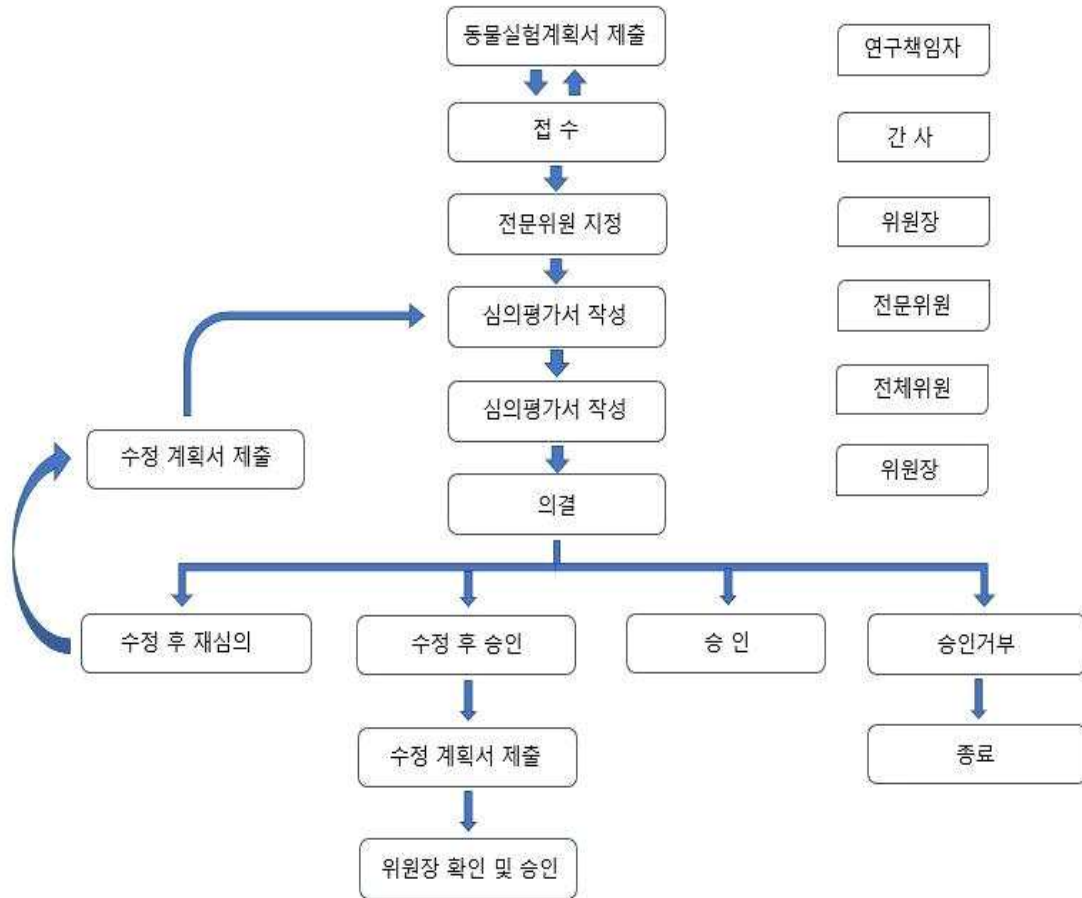 동물실험계획서 제출
연구책임자
접 수
간 사
전문위원 지정
위원장
심의평가서 작성
전문위원
심의평가서 작성
전체위원
수정 계획서 제출
의결
위원장
수정 후 재심의
수정 후 승인
승 인
승인거부
수정 계획서 제출
종료
위원장 확인 및 승인